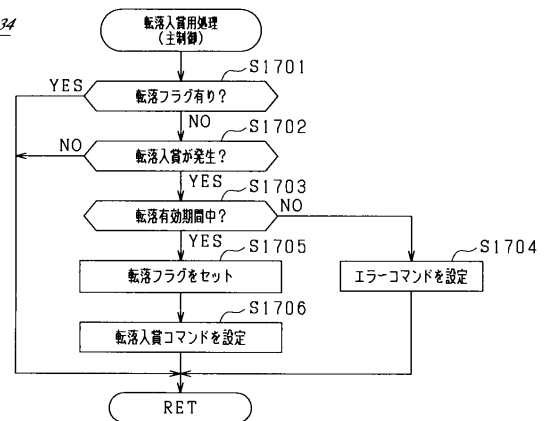 34
転落入賞用処理
(主制御)
S1701
YES
転落フラグ有り?
NO
S1702
NO
転落入賞が発生?
YES
S1703
転落有効期間中?
NO
YES
S1705
S1704
転落フラグをセット
エラーコマンドを設定
S1706
転落入賞コマンドを設定
RET